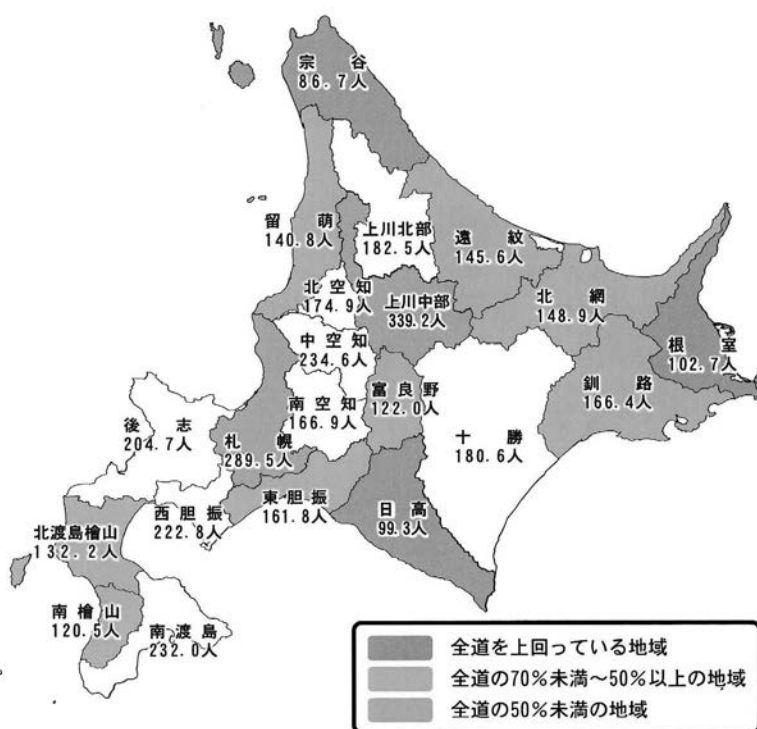 宗谷
86.7人
留萌
140.8人
上川北部
182.5人
遠紋
145.6人
北空知
174.9人
上川中部
339.2人
北網
148.9人
中空知
234.6人
根室
102.7人
富良野
122.0人
釧路
166.4人
南空知
166.9人
後志
204.7人
札幌
289.5人
十勝
180.6人
東胆振
161.8人
西胆振
222.8人
日高
99.3人
北渡島檜山
132.2人
南檜山
120.5人
南渡島
232.0人
全道を上回っている地域
全道の70%未満~50%以上の地域
全道の50%未満の地域